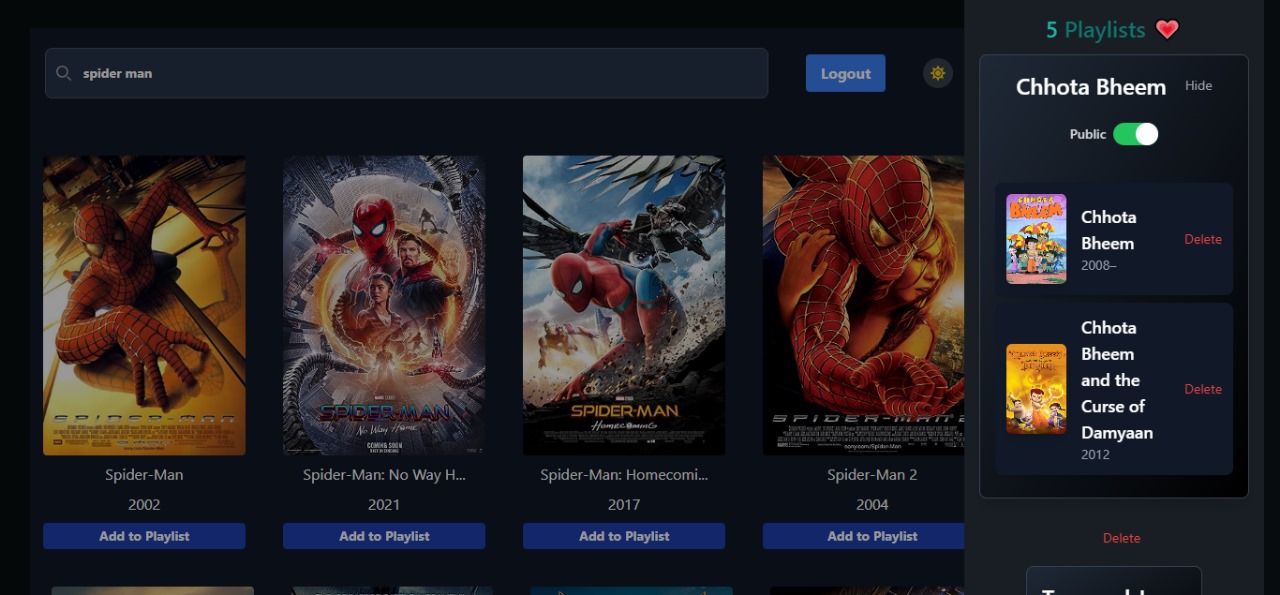 spider man
Logout
SPIDER-MAN
SPIDER-MAN
No Way Home
COMING SOON
SPIDER-MAN
Homecoming
SPIDER-MAN 2
Spider-Man
2002
Add to Playlist
Spider-Man: No Way H...
2021
Add to Playlist
Spider-Man: Homecomi...
2017
Add to Playlist
Spider-Man 2
2004
Add to Playlist
5 Playlists
Chhota Bheem
Hide
Public
CHHOTA
BHEEM
Chhota
Bheem
2008–
Delete
Chhota
Bheem
and the
Curse of
Damyaan
2012
Delete
Delete